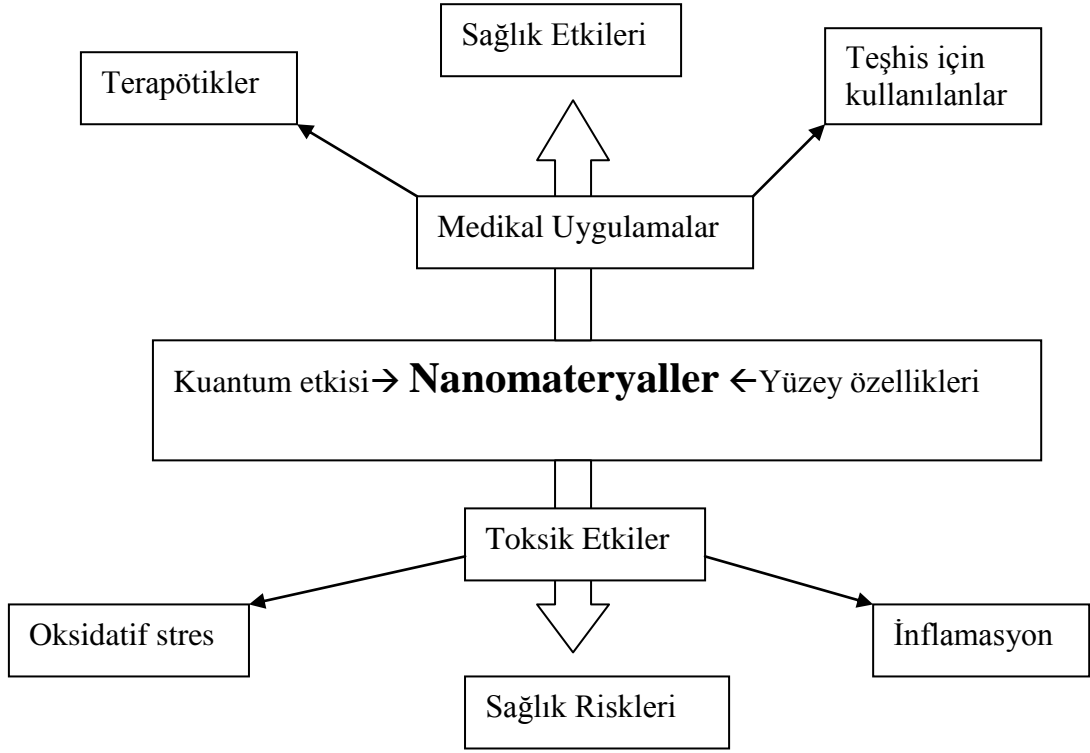 Sağlık Etkileri
Terapötikler
Teşhis için
kullanılanlar
Medikal Uygulamalar
Kuantum etkisi→ Nanomateryaller ←Yüzey özellikleri
Toksik Etkiler
Oksidatif stres
İnflamasyon
Sağlık Riskleri